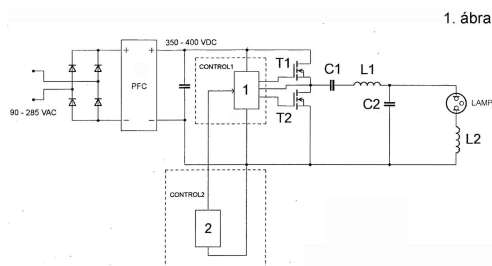 1. ábra
350 - 400 VDC
+ +
PFC
- -
90 - 285 VAC
CONTROL1
1
T1
T2
C1
L1
C2
LAMP
L2
CONTROL2
2